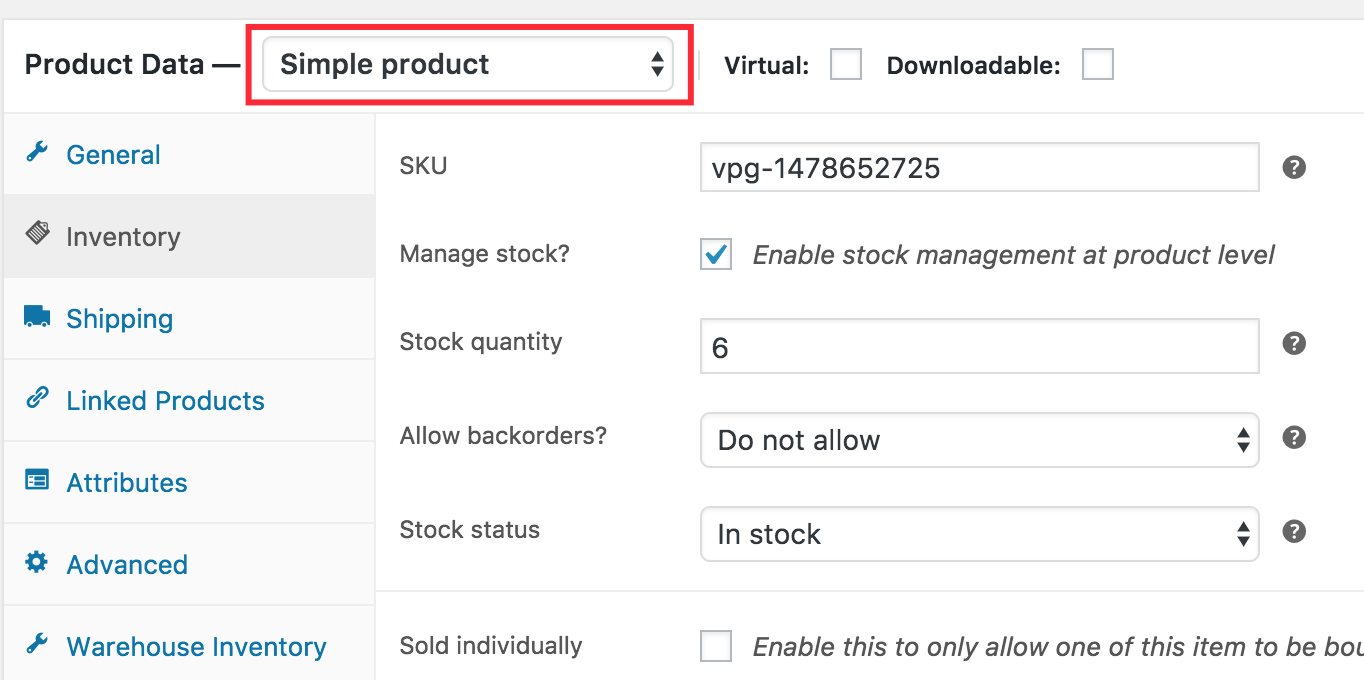 Product Data — Simple product Virtual: Downloadable:
General
Inventory
Shipping
Linked Products
Attributes
Advanced
Warehouse Inventory
SKU vpg-1478652725 ?
Manage stock? Enable stock management at product level
Stock quantity 6 ?
Allow backorders? Do not allow ?
Stock status In stock ?
Sold individually Enable this to only allow one of this item to be